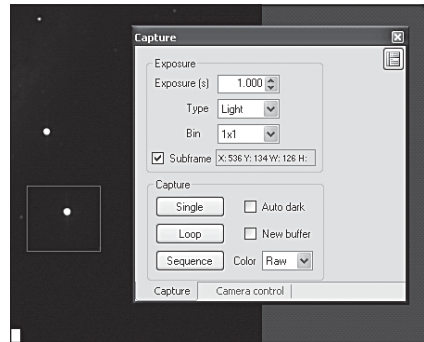 Capture
Exposure
Exposure (s) 1.000
Type Light
Bin 1x1
Subframe X: 536 Y: 134 W: 126 H:
Capture
Single Auto dark
Loop New buffer
Sequence Color Raw
Capture Camera control